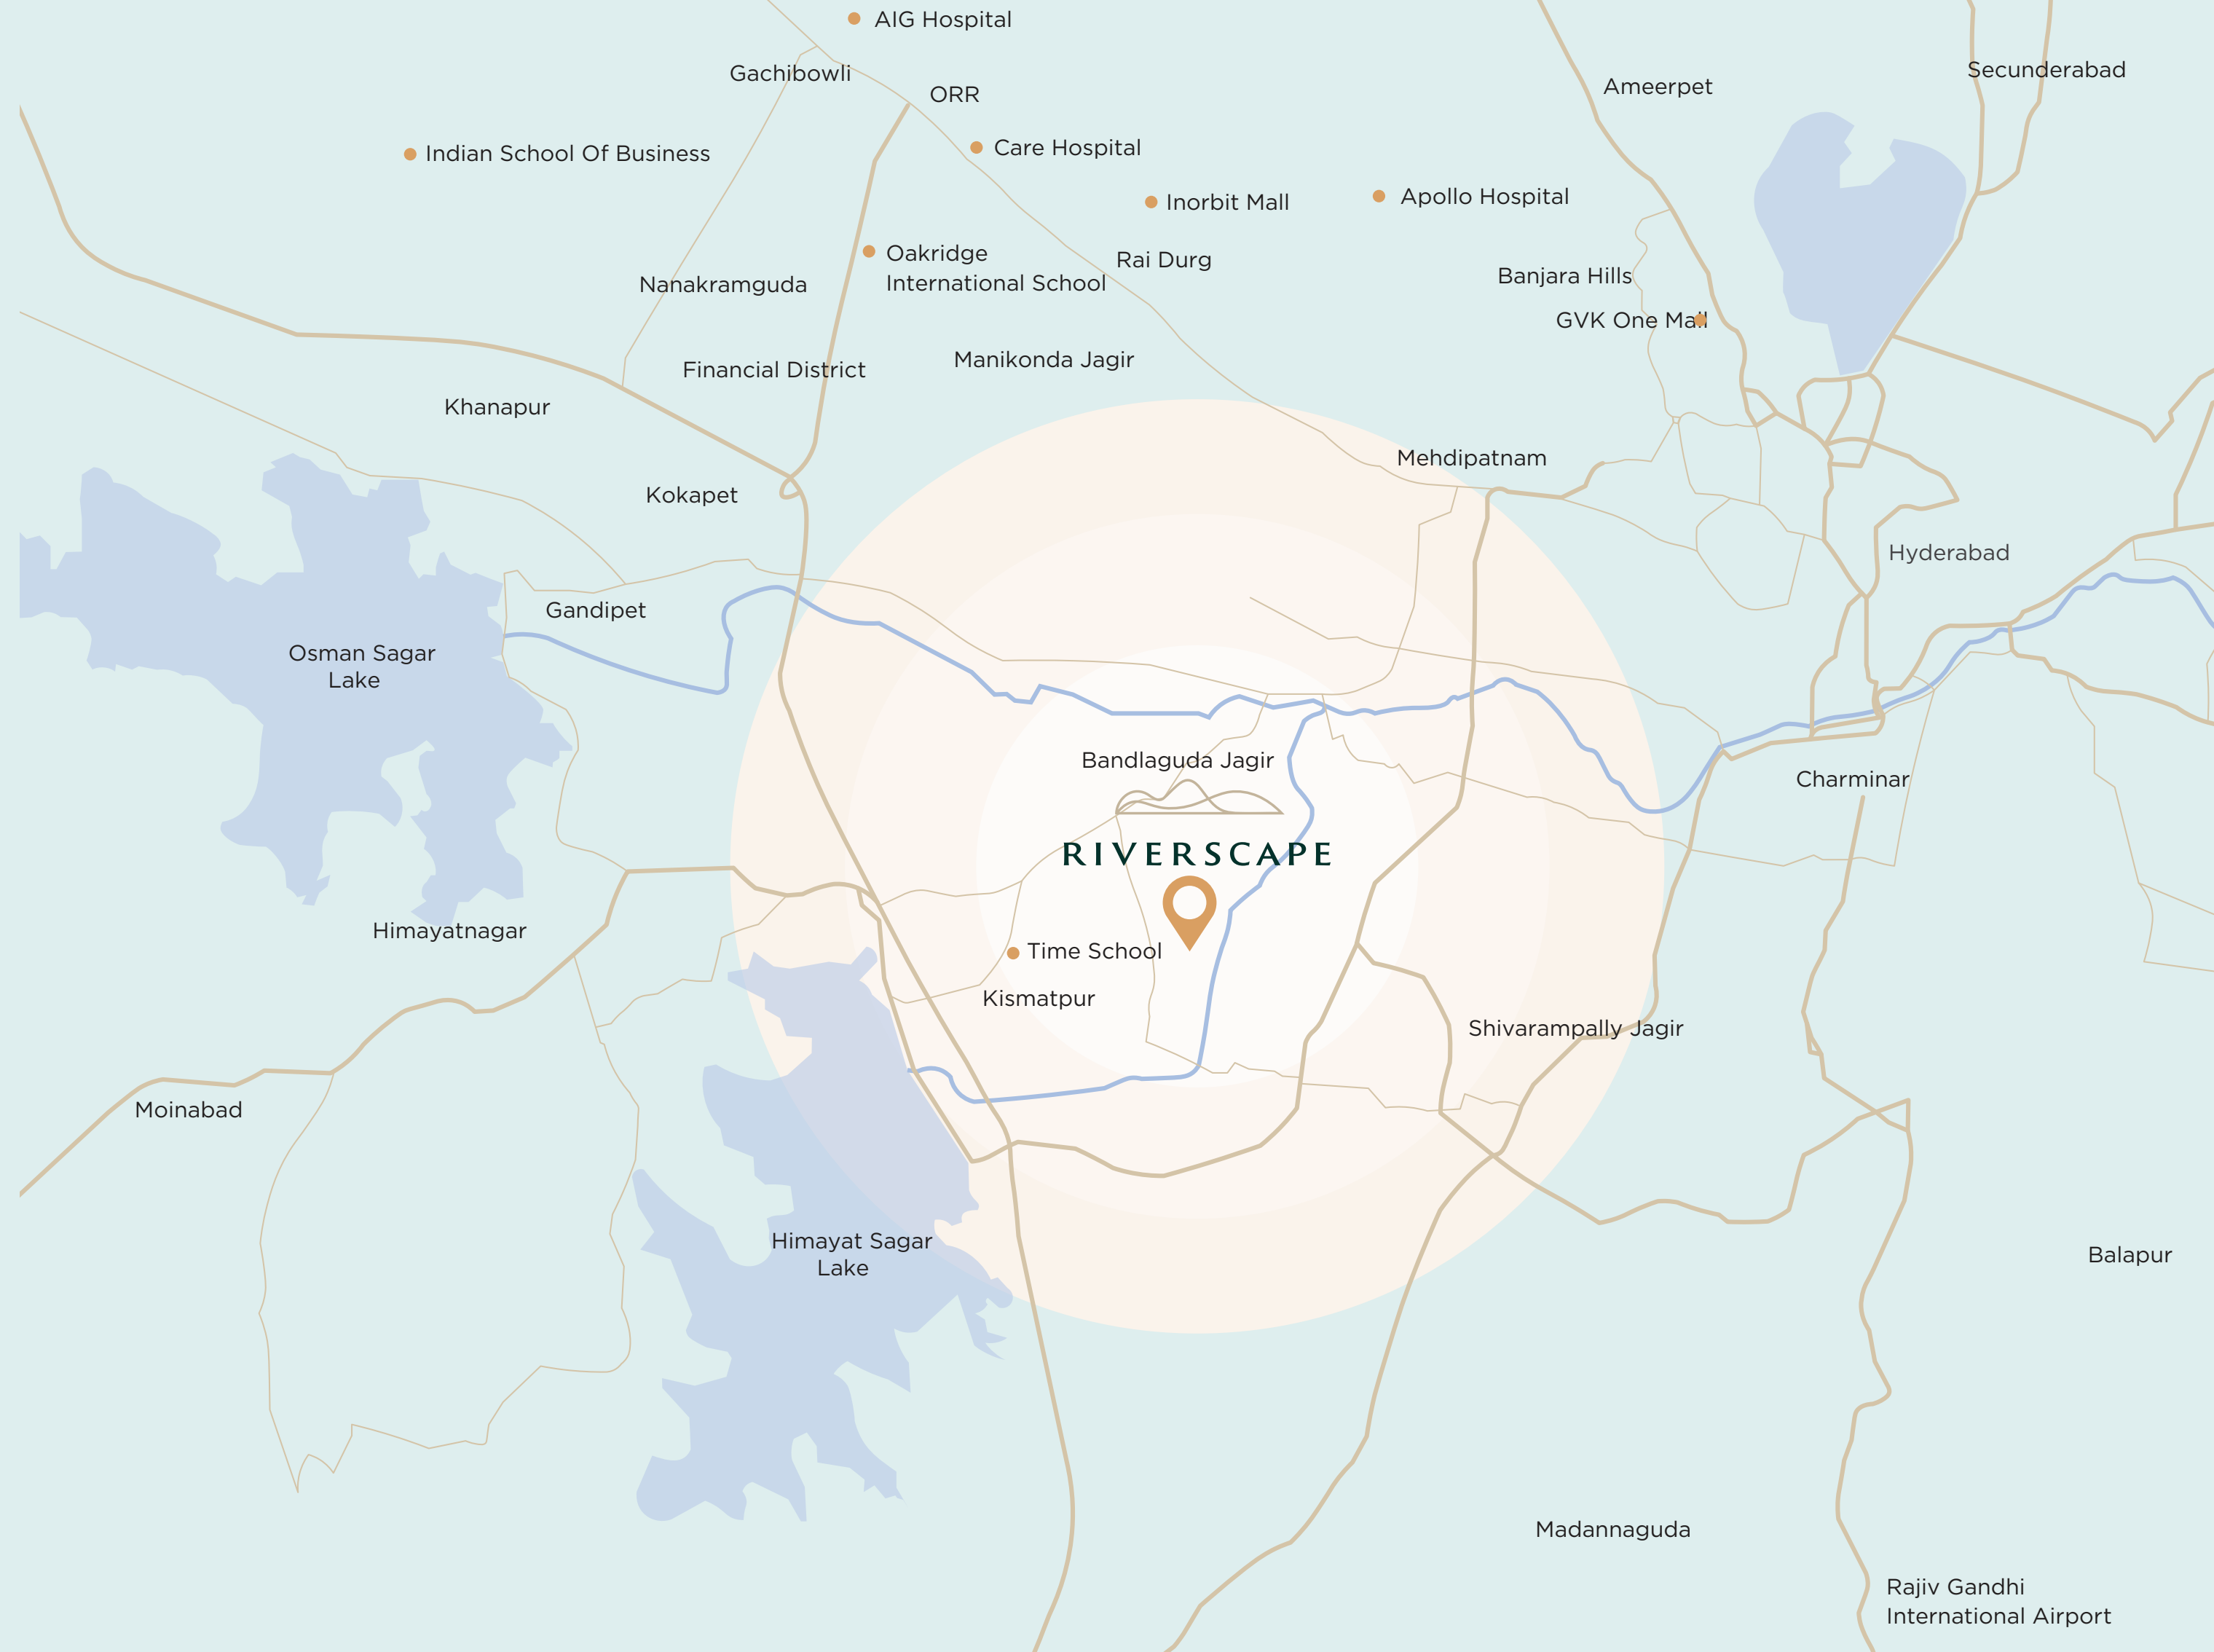 AIG Hospital
Gachibowli
Secunderabad
Ameerpet
ORR
Indian School Of Business
Care Hospital
Inorbit Mall
Apollo Hospital
Oakridge
International School
Rai Durg
Banjara Hills
Nanakramguda
GVK One Mall
Financial District
Manikonda Jagir
Khanapur
Mehdipatnam
Kokapet
Hyderabad
Gandipet
Osman Sagar
Lake
Bandlaguda Jagir
Charminar
RIVERSCAPE
Himayatnagar
Time School
Kismatpur
Shivarampally Jagir
Moinabad
Himayat Sagar
Lake
Balapur
Madannaguda
Rajiv Gandhi
International Airport